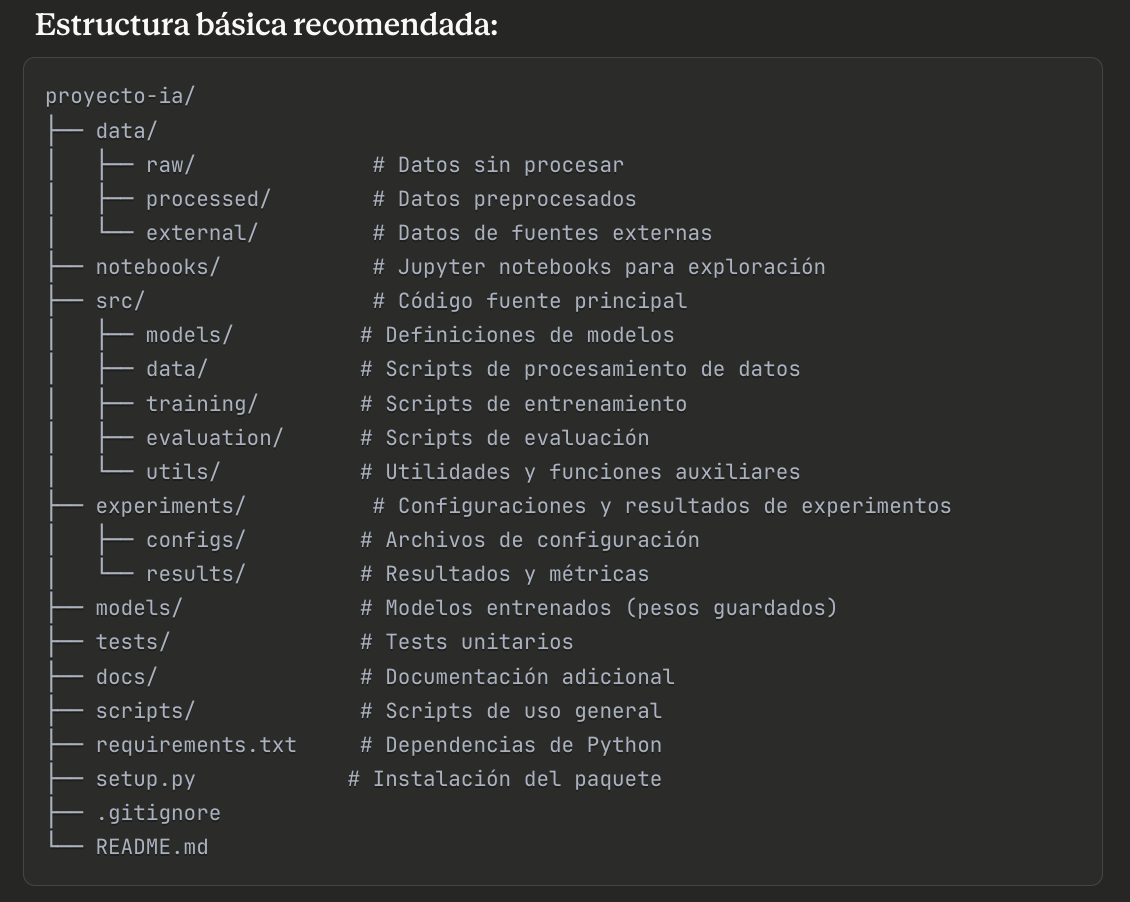 Estructura básica recomendada:
proyecto-ia/
├── data/
│   ├── raw/              # Datos sin procesar
│   ├── processed/        # Datos preprocesados
│   └── external/         # Datos de fuentes externas
├── notebooks/            # Jupyter notebooks para exploración
├── src/                  # Código fuente principal
│   ├── models/          # Definiciones de modelos
│   ├── data/            # Scripts de procesamiento de datos
│   ├── training/        # Scripts de entrenamiento
│   ├── evaluation/      # Scripts de evaluación
│   └── utils/           # Utilidades y funciones auxiliares
├── experiments/          # Configuraciones y resultados de experimentos
│   ├── configs/         # Archivos de configuración
│   └── results/         # Resultados y métricas
├── models/              # Modelos entrenados (pesos guardados)
├── tests/               # Tests unitarios
├── docs/                # Documentación adicional
├── scripts/             # Scripts de uso general
├── requirements.txt     # Dependencias de Python
├── setup.py            # Instalación del paquete
├── .gitignore
└── README.md